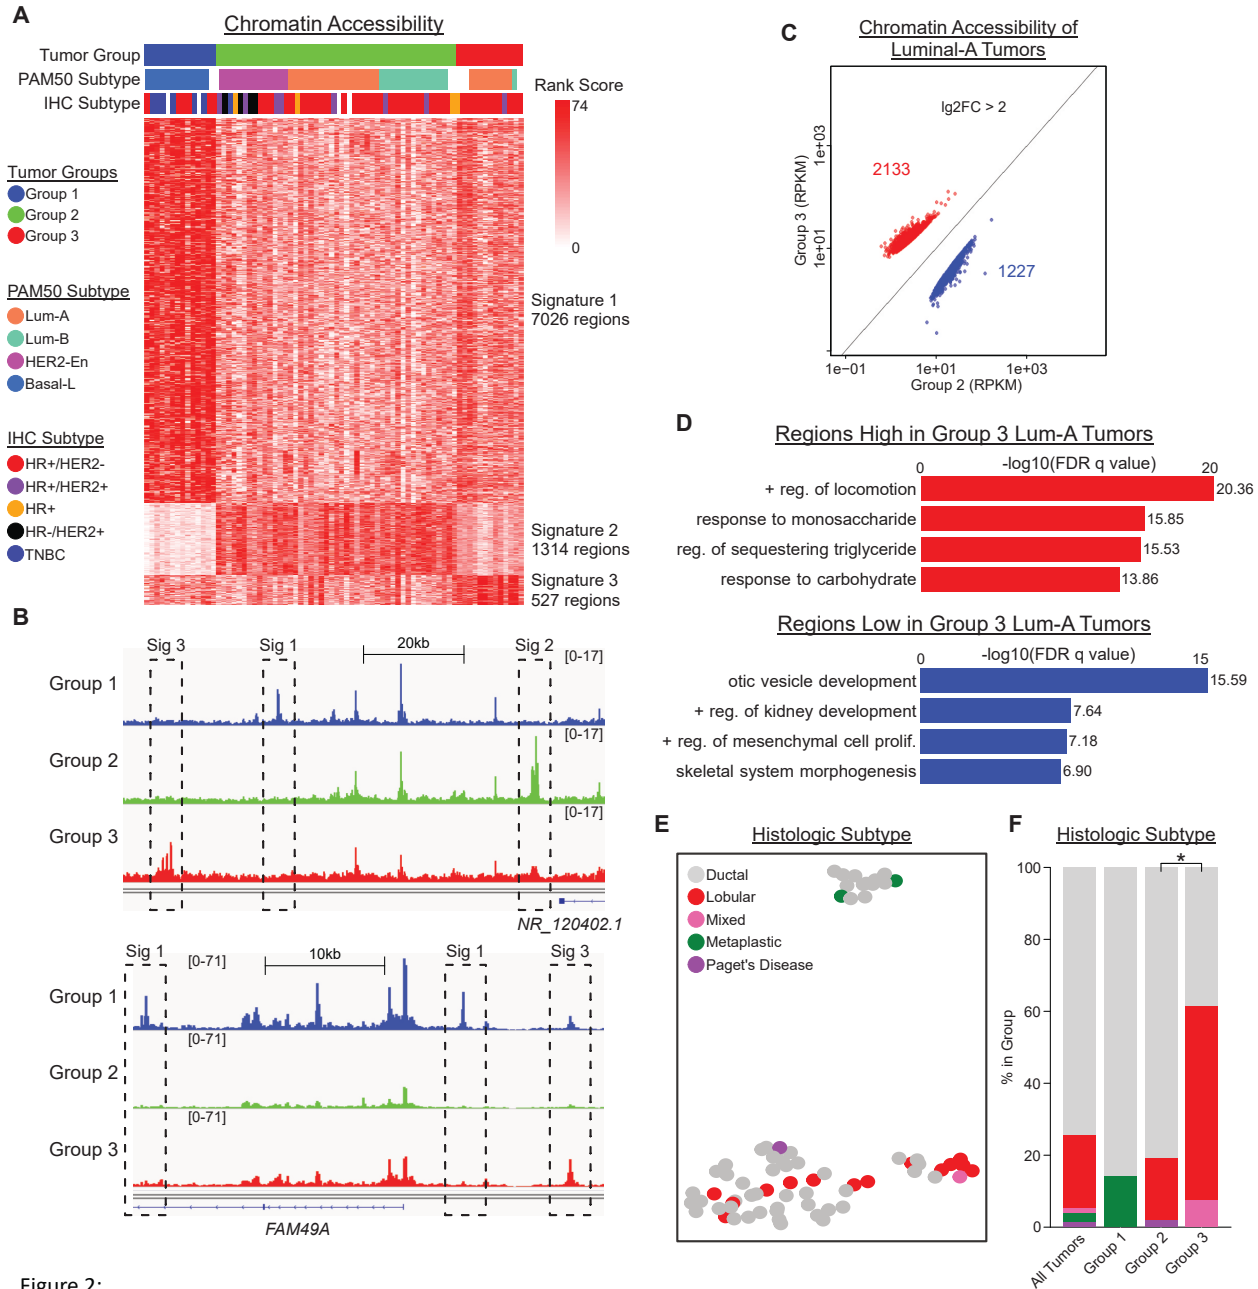 A
Chromatin Accessibility
Tumor Group
PAM50 Subtype
IHC Subtype
Rank Score
74
0
Tumor Groups
Group 1
Group 2
Group 3
PAM50 Subtype
Lum-A
Lum-B
HER2-En
Basal-L
IHC Subtype
HR+/HER2-
HR+/HER2+
HR+
HR-/HER2+
TNBC
Signature 1
7026 regions
Signature 2
1314 regions
Signature 3
527 regions
B
Sig 3
Sig 1
20kb
Sig 2
[0-17]
Group 1
[0-17]
Group 2
[0-17]
Group 3
NR_120402.1
Sig 1
[0-71]
10kb
Sig 1
Sig 3
Group 1
[0-71]
Group 2
[0-71]
Group 3
FAM49A
C
Chromatin Accessibility of
Luminal-A Tumors
lg2FC > 2
2133
1227
Group 3 (RPKM)
1e+03
1e+01
1e−01
1e+01
1e+03
Group 2 (RPKM)
D
Regions High in Group 3 Lum-A Tumors
0
-log10(FDR q value)
20
+ reg. of locomotion
20.36
response to monosaccharide
15.85
reg. of sequestering triglyceride
15.53
response to carbohydrate
13.86
Regions Low in Group 3 Lum-A Tumors
0
-log10(FDR q value)
15
otic vesicle development
15.59
+ reg. of kidney development
7.64
+ reg. of mesenchymal cell prolif.
7.18
skeletal system morphogenesis
6.90
E
Histologic Subtype
Ductal
Lobular
Mixed
Metaplastic
Paget's Disease
F
Histologic Subtype
*
% in Group
100
80
60
40
20
0
All Tumors
Group 1
Group 2
Group 3
Figure 2: